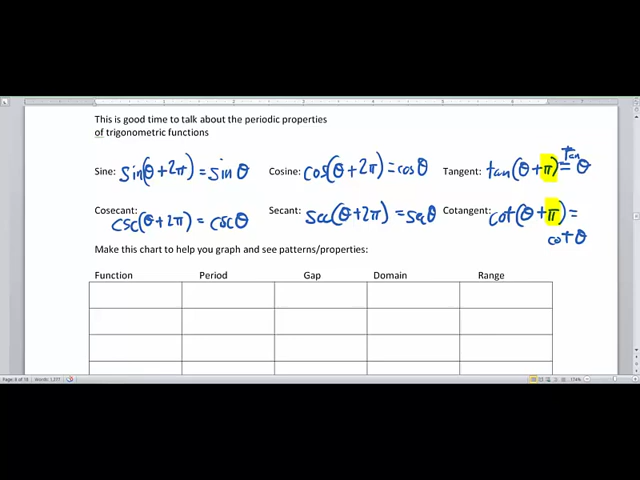 This is good time to talk about the periodic properties
of trigonometric functions
Sine: sin(θ+2π)=sin θ Cosine: cos(θ+2π)=cos θ Tangent: tan(θ+π)=tan θ
Cosecant: csc(θ+2π)=csc θ Secant: sec(θ+2π)=sec θ Cotangent: cot(θ+π)=
cot θ
Make this chart to help you graph and see patterns/properties:
Function Period Gap Domain Range